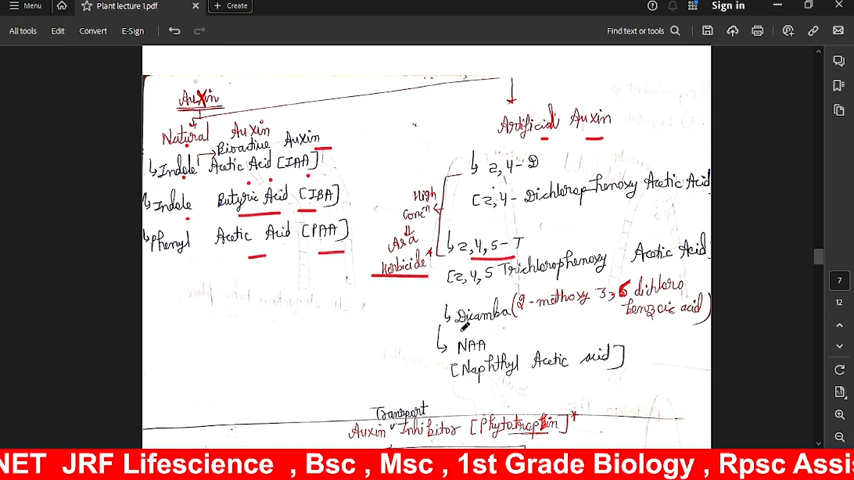 Menu
Plant lecture 1.pdf
Create
Sign in
All tools Edit Convert E-Sign
Find text or tools
Auxin
Natural Auxin
Bioactive Auxin
Indole Acetic Acid [IAA]
Indole Butyric Acid [IBA]
Phenyl Acetic Acid [PAA]
Artificial Auxin
2,4-D
[2,4-Dichlorophenoxy Acetic Acid
High
Concn
As a
Herbicide*
2,4,5-T
[2,4,5 Trichlorophenoxy Acetic Acid]
Dicamba (2-methoxy 3,6 dichloro
benzoic acid)
NAA
[Naphthyl Acetic acid]
Transport
Auxin Inhibitor [Phytotropin]*
7
42
NET JRF Lifescience , Bsc , Msc , 1st Grade Biology , Rpsc Assis